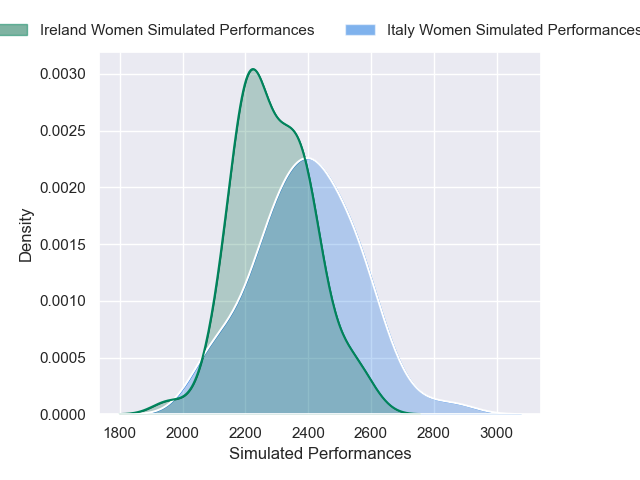 Ireland Women Simulated Performances
Italy Women Simulated Performances
0.0030
0.0025
0.0020
0.0015
0.0010
0.0005
0.0000
Density
1800 2000 2200 2400 2600 2800 3000
Simulated Performances